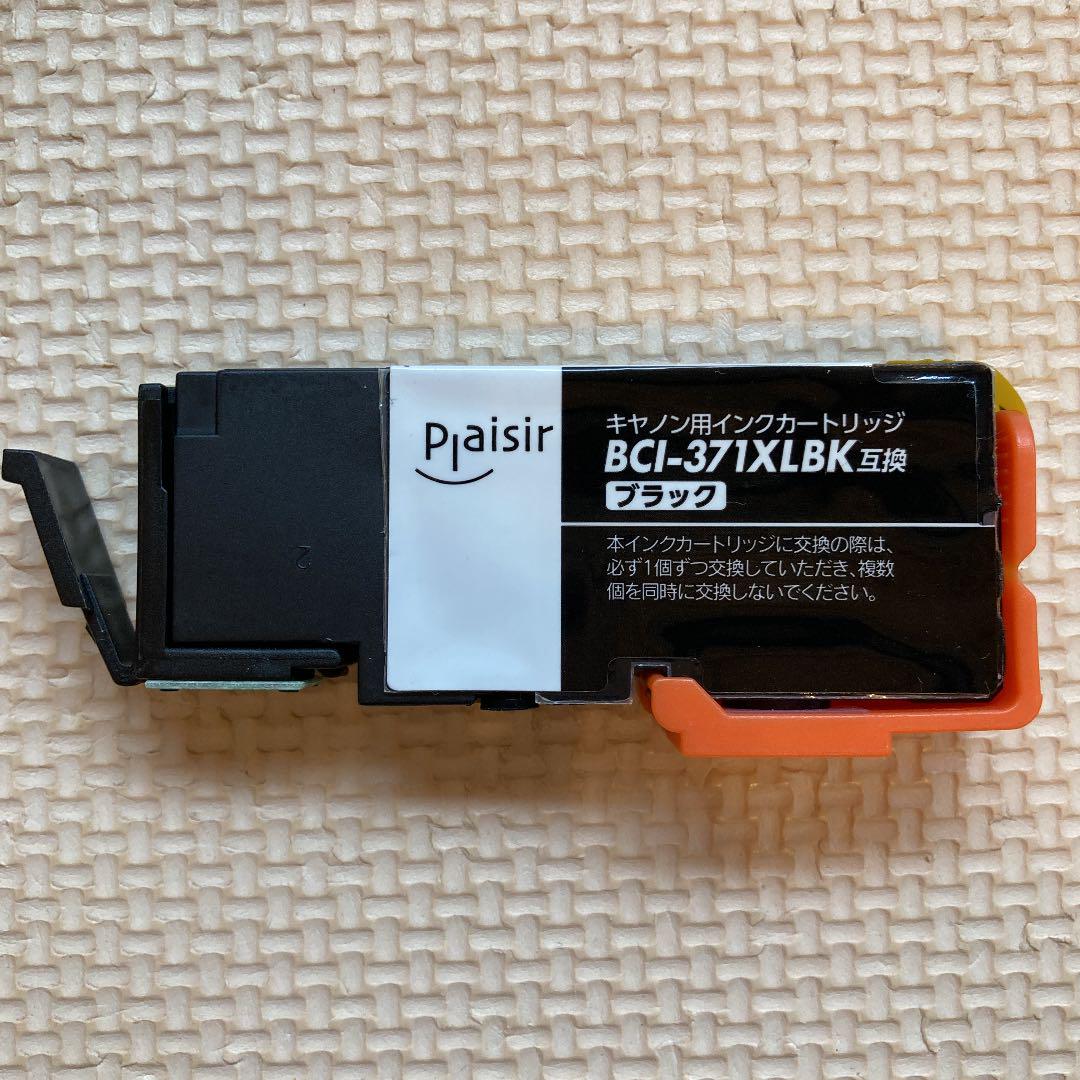 Plaisir
キヤノン用インクカートリッジ
BCI-371XLBK互換
ブラック
本インクカートリッジに交換の際は、
必ず1個ずつ交換していただき、複数
個を同時に交換しないでください。
2